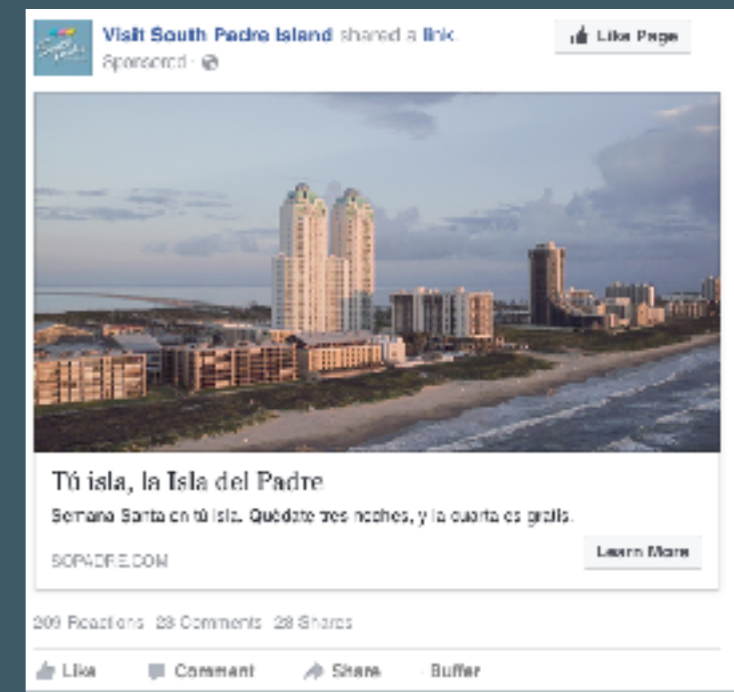 Visit South Padre Island shared a link.
Like Page
Sponsored ·
Tú isla, la Isla del Padre
Semana Santa en tú isla. Quédate tres noches, y la cuarta es gratis.
SOPADRE.COM
Learn More
209 Reactions 28 Comments 28 Shares
Like Comment Share · Buffer